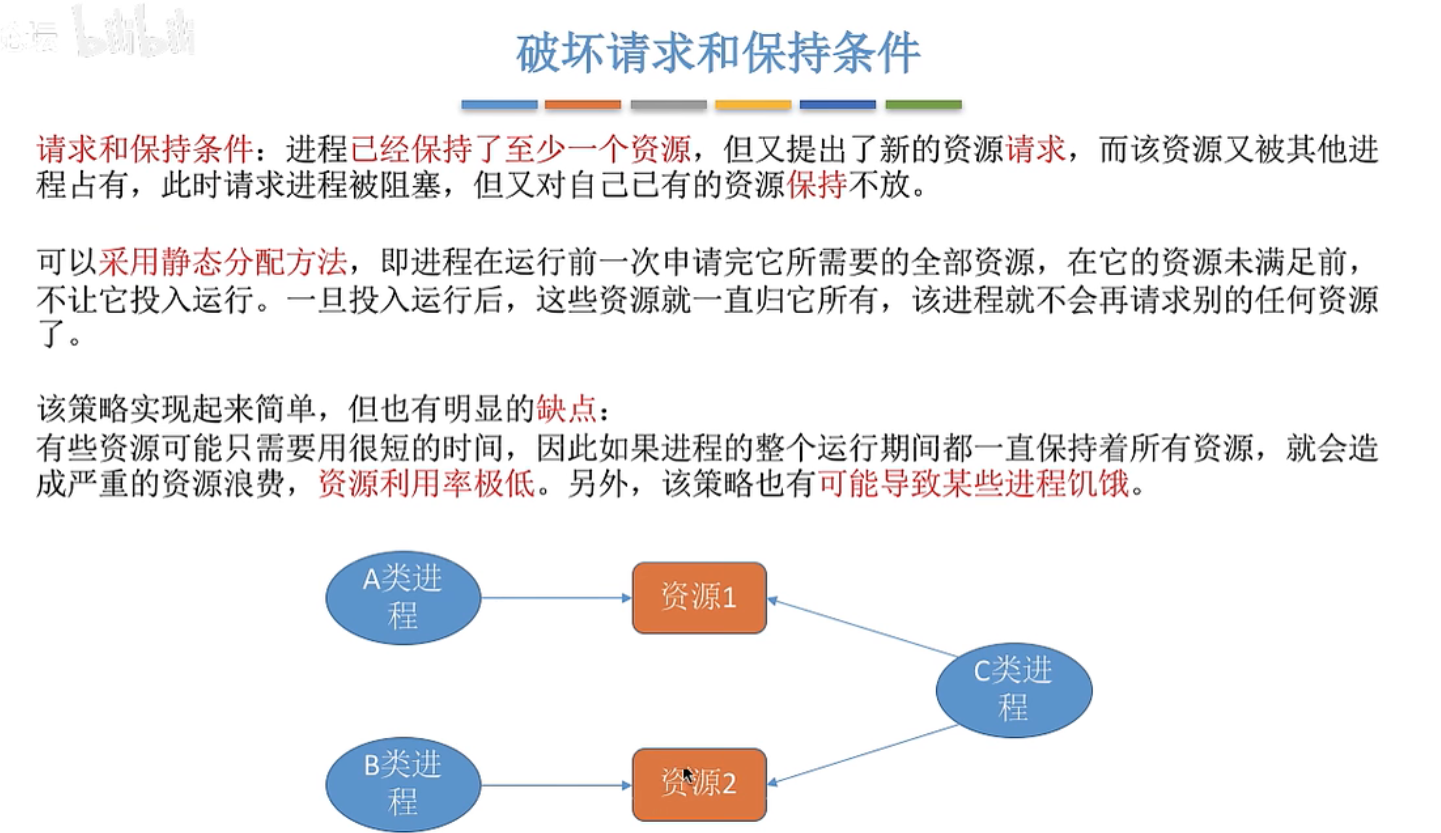 坛 bilibili
破坏请求和保持条件
请求和保持条件：进程已经保持了至少一个资源，但又提出了新的资源请求，而该资源又被其他进
程占有，此时请求进程被阻塞，但又对自己已有的资源保持不放。
可以采用静态分配方法，即进程在运行前一次申请完它所需要的全部资源，在它的资源未满足前，
不让它投入运行。一旦投入运行后，这些资源就一直归它所有，该进程就不会再请求别的任何资源
了。
该策略实现起来简单，但也有明显的缺点：
有些资源可能只需要用很短的时间，因此如果进程的整个运行期间都一直保持着所有资源，就会造
成严重的资源浪费，资源利用率极低。另外，该策略也有可能导致某些进程饥饿。
A类进
程
资源1
C类进
程
B类进
程
资源2